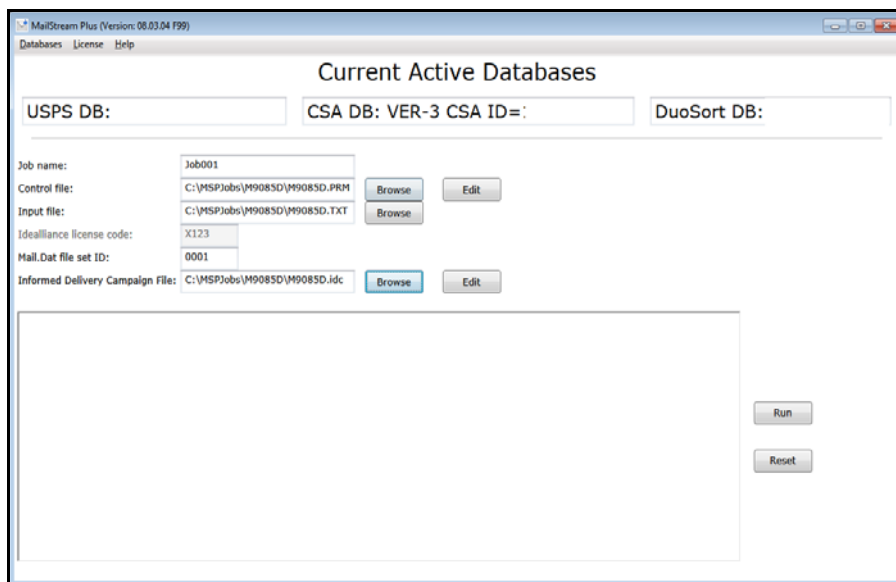 MailStream Plus (Version: 08.03.04 F99)
Databases License Help
Current Active Databases
USPS DB: CSA DB: VER-3 CSA ID=: DuoSort DB:
Job name: Job001
Control file: C:\MSPJobs\M9085D\M9085D.PRM Browse Edit
Input file: C:\MSPJobs\M9085D\M9085D.TXT Browse
Idealliance license code: X123
Mail.Dat file set ID: 0001
Informed Delivery Campaign File: C:\MSPJobs\M9085D\M9085D.idc Browse Edit
Run
Reset